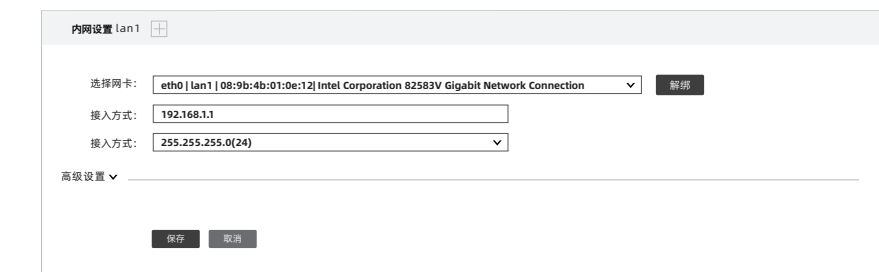 内网设置 lan1
选择网卡: eth0 | lan1 | 08:9b:4b:01:0e:12| Intel Corporation 82583V Gigabit Network Connection 解绑
接入方式: 192.168.1.1
接入方式: 255.255.255.0(24)
高级设置
保存 取消